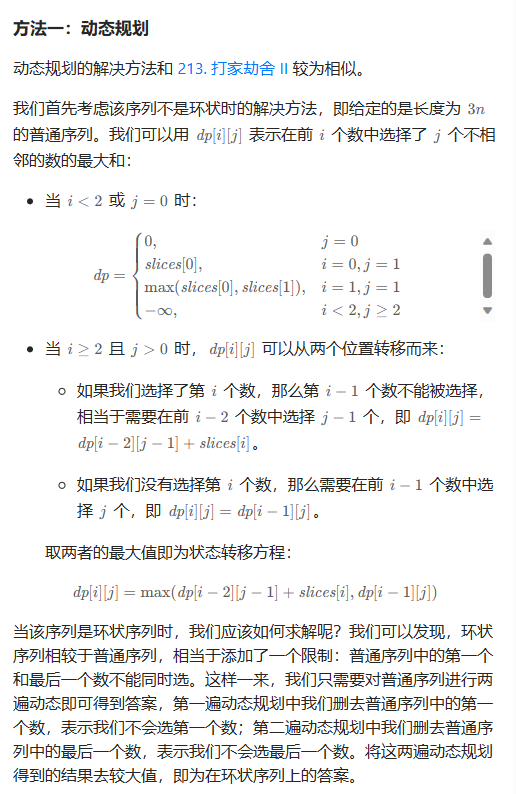 方法一：动态规划
动态规划的解决方法和 213. 打家劫舍 II 较为相似。
我们首先考虑该序列不是环状时的解决方法，即给定的是长度为 3n
的普通序列。我们可以用 dp[i][j] 表示在前 i 个数中选择了 j 个不相
邻的数的最大和：
• 当 i < 2 或 j = 0 时：
0, j = 0
slices[0], i = 0, j = 1
dp = { max(slices[0], slices[1]), i = 1, j = 1
−∞, i < 2, j ≥ 2
• 当 i ≥ 2 且 j > 0 时，dp[i][j] 可以从两个位置转移而来：
◦ 如果我们选择了第 i 个数，那么第 i − 1 个数不能被选择，
相当于需要在前 i − 2 个数中选择 j − 1 个，即 dp[i][j] =
dp[i − 2][j − 1] + slices[i]。
◦ 如果我们没有选择第 i 个数，那么需要在前 i − 1 个数中选
择 j 个，即 dp[i][j] = dp[i − 1][j]。
取两者的最大值即为状态转移方程：
dp[i][j] = max(dp[i − 2][j − 1] + slices[i], dp[i − 1][j])
当该序列是环状序列时，我们应该如何求解呢？我们可以发现，环状
序列相较于普通序列，相当于添加了一个限制：普通序列中的第一个
和最后一个数不能同时选。这样一来，我们只需要对普通序列进行两
遍动态即可得到答案，第一遍动态规划中我们删去普通序列中的第一
个数，表示我们不会选第一个数；第二遍动态规划中我们删去普通序
列中的最后一个数，表示我们不会选最后一个数。将这两遍动态规划
得到的结果去较大值，即为在环状序列上的答案。